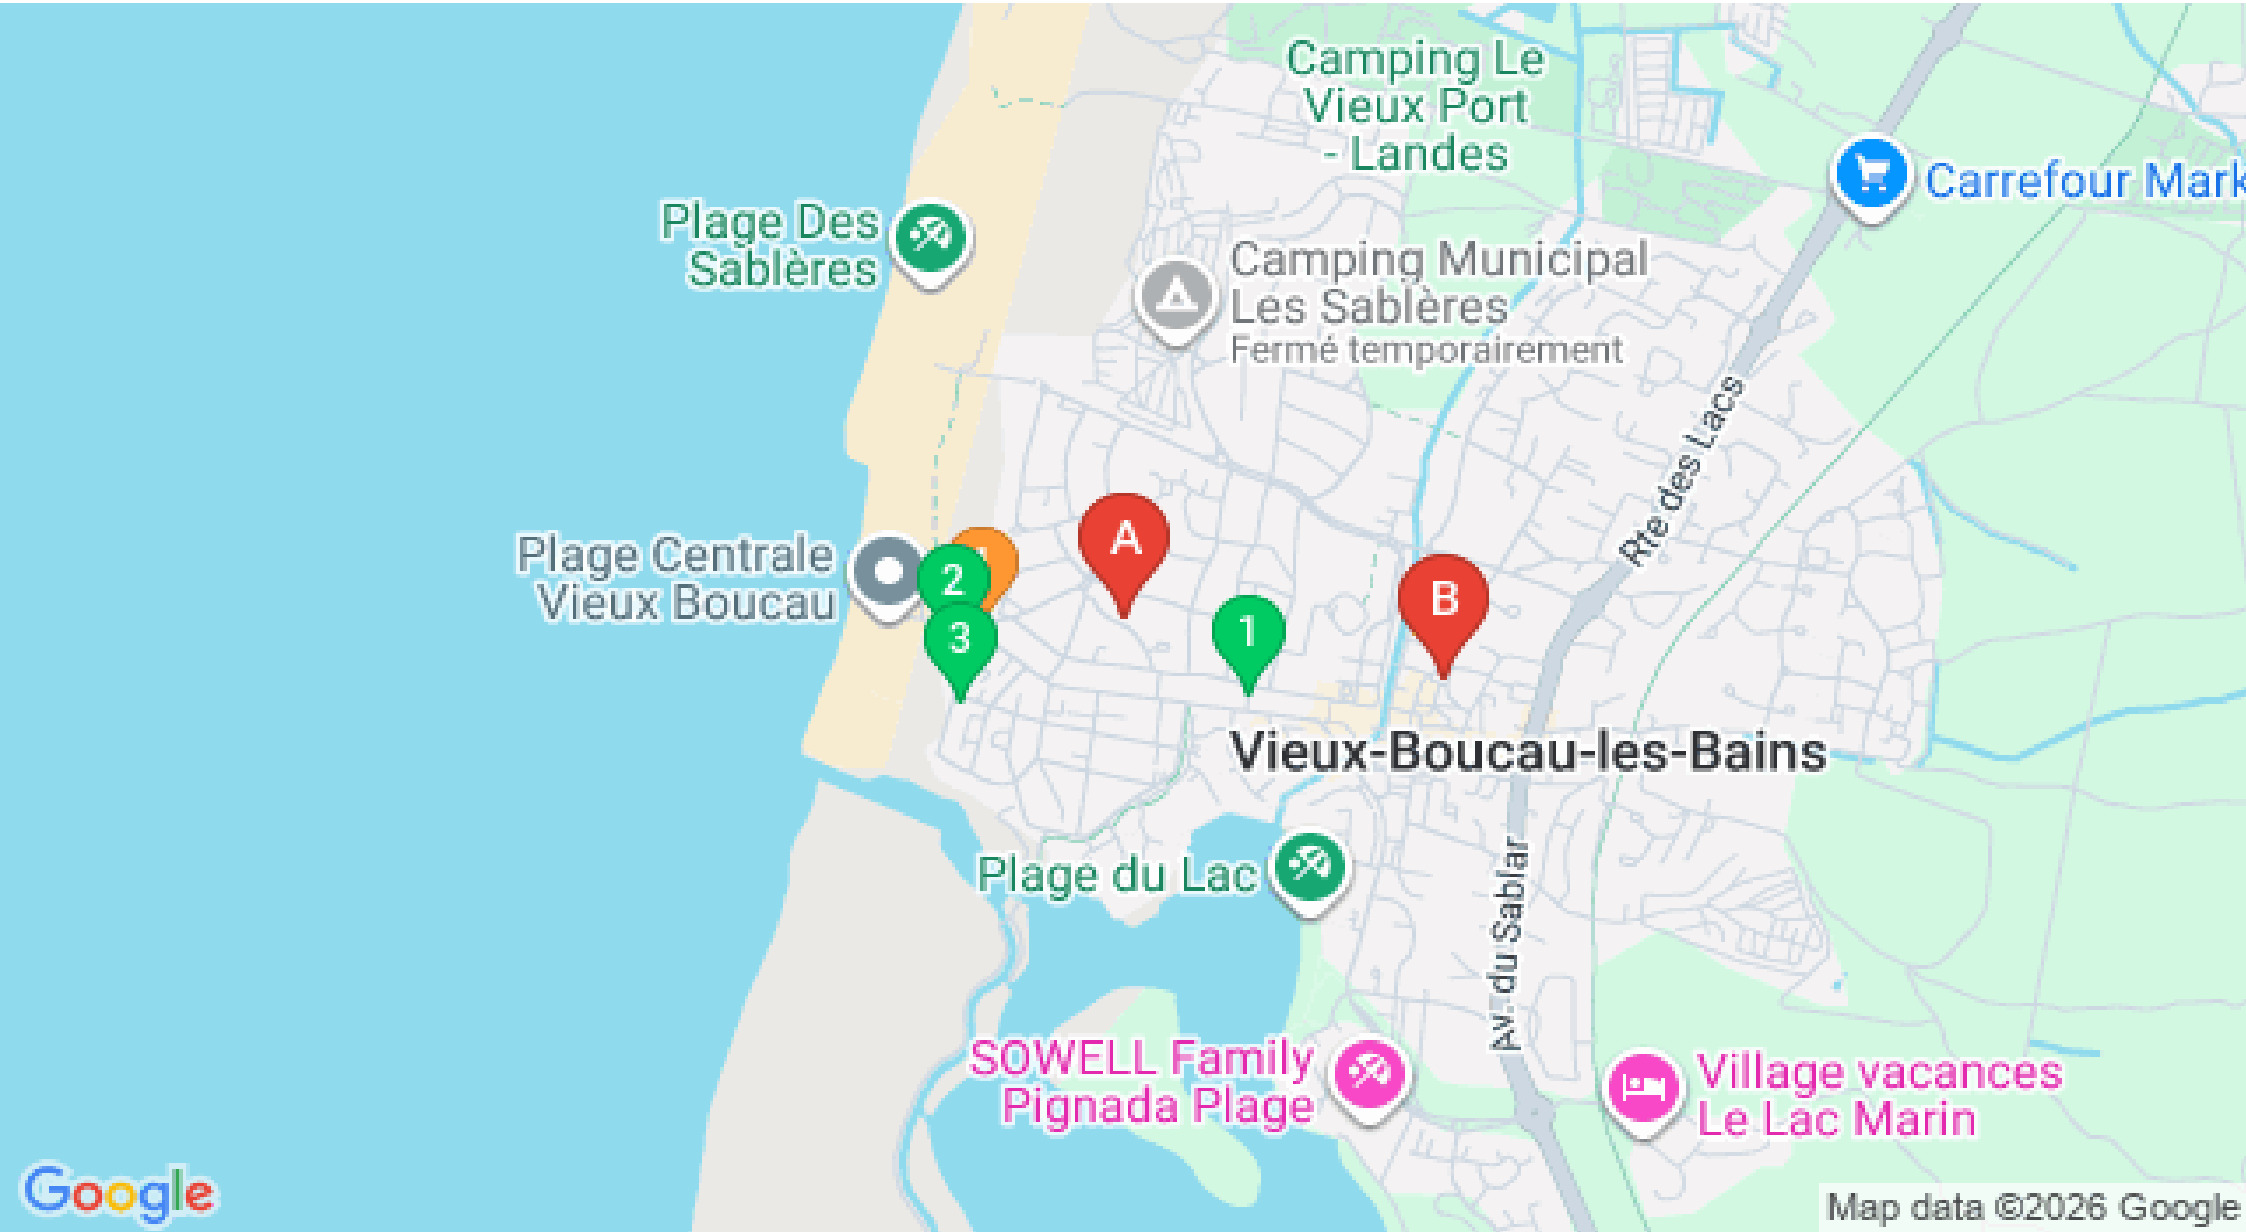 Camping Le
Vieux Port
- Landes
Carrefour Mark
Plage Des
Sablères
Camping Municipal
Les Sablères
Fermé temporairement
Rte des Lacs
A
Plage Centrale
Vieux Boucau
2
B
1
3
Vieux-Boucau-les-Bains
Plage du Lac
Av. du Sablar
SOWELL Family
Pignada Plage
Village vacances
Le Lac Marin
Google
Map data ©2026 Google